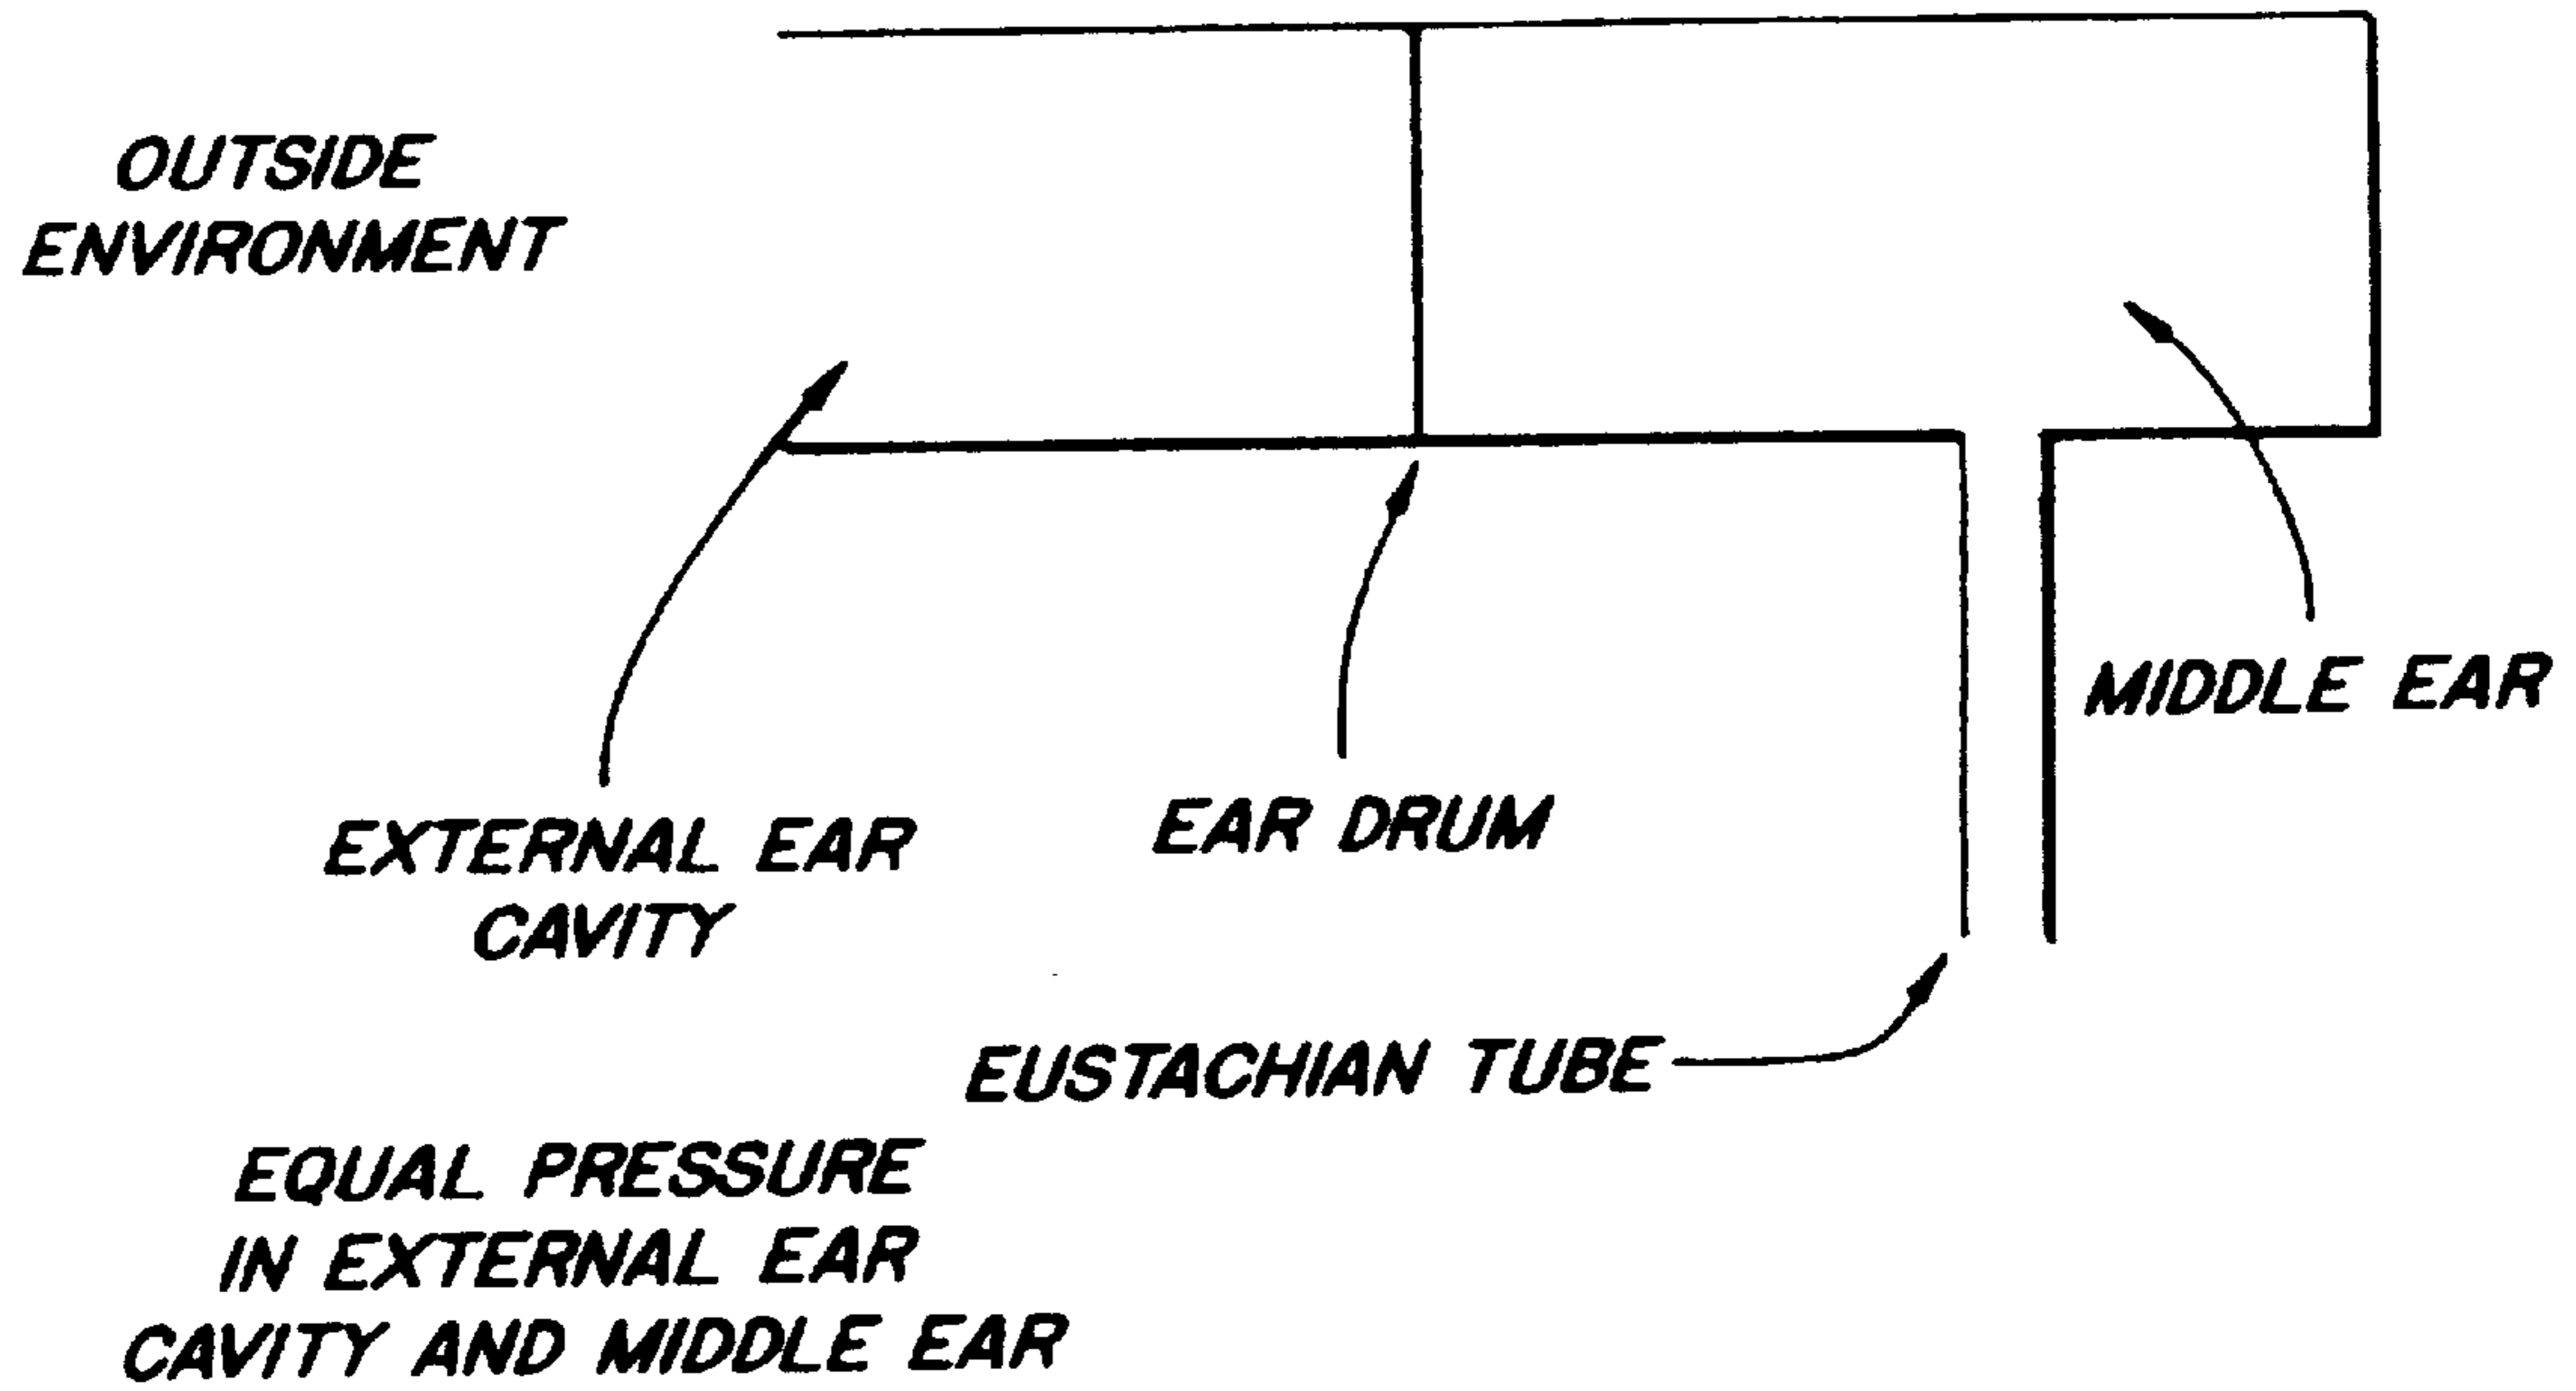 OUTSIDE
ENVIRONMENT
MIDDLE EAR
EXTERNAL EAR
CAVITY
EAR DRUM
EUSTACHIAN TUBE
EQUAL PRESSURE
IN EXTERNAL EAR
CAVITY AND MIDDLE EAR